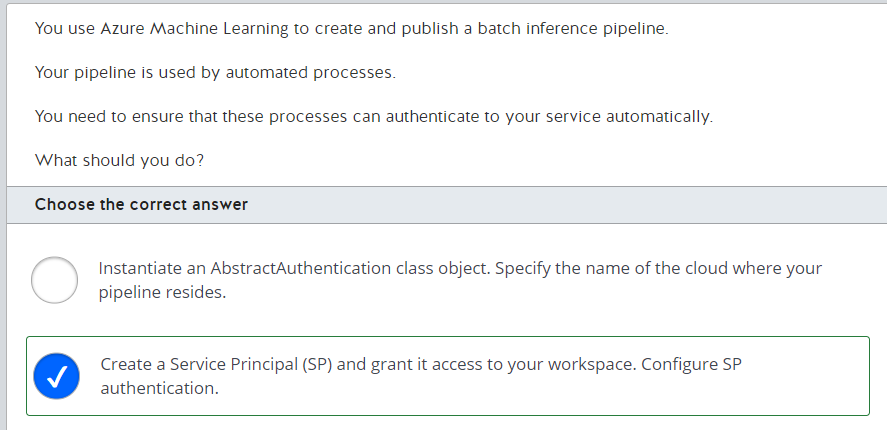 You use Azure Machine Learning to create and publish a batch inference pipeline.
Your pipeline is used by automated processes.
You need to ensure that these processes can authenticate to your service automatically.
What should you do?
Choose the correct answer
Instantiate an AbstractAuthentication class object. Specify the name of the cloud where your
pipeline resides.
Create a Service Principal (SP) and grant it access to your workspace. Configure SP
authentication.